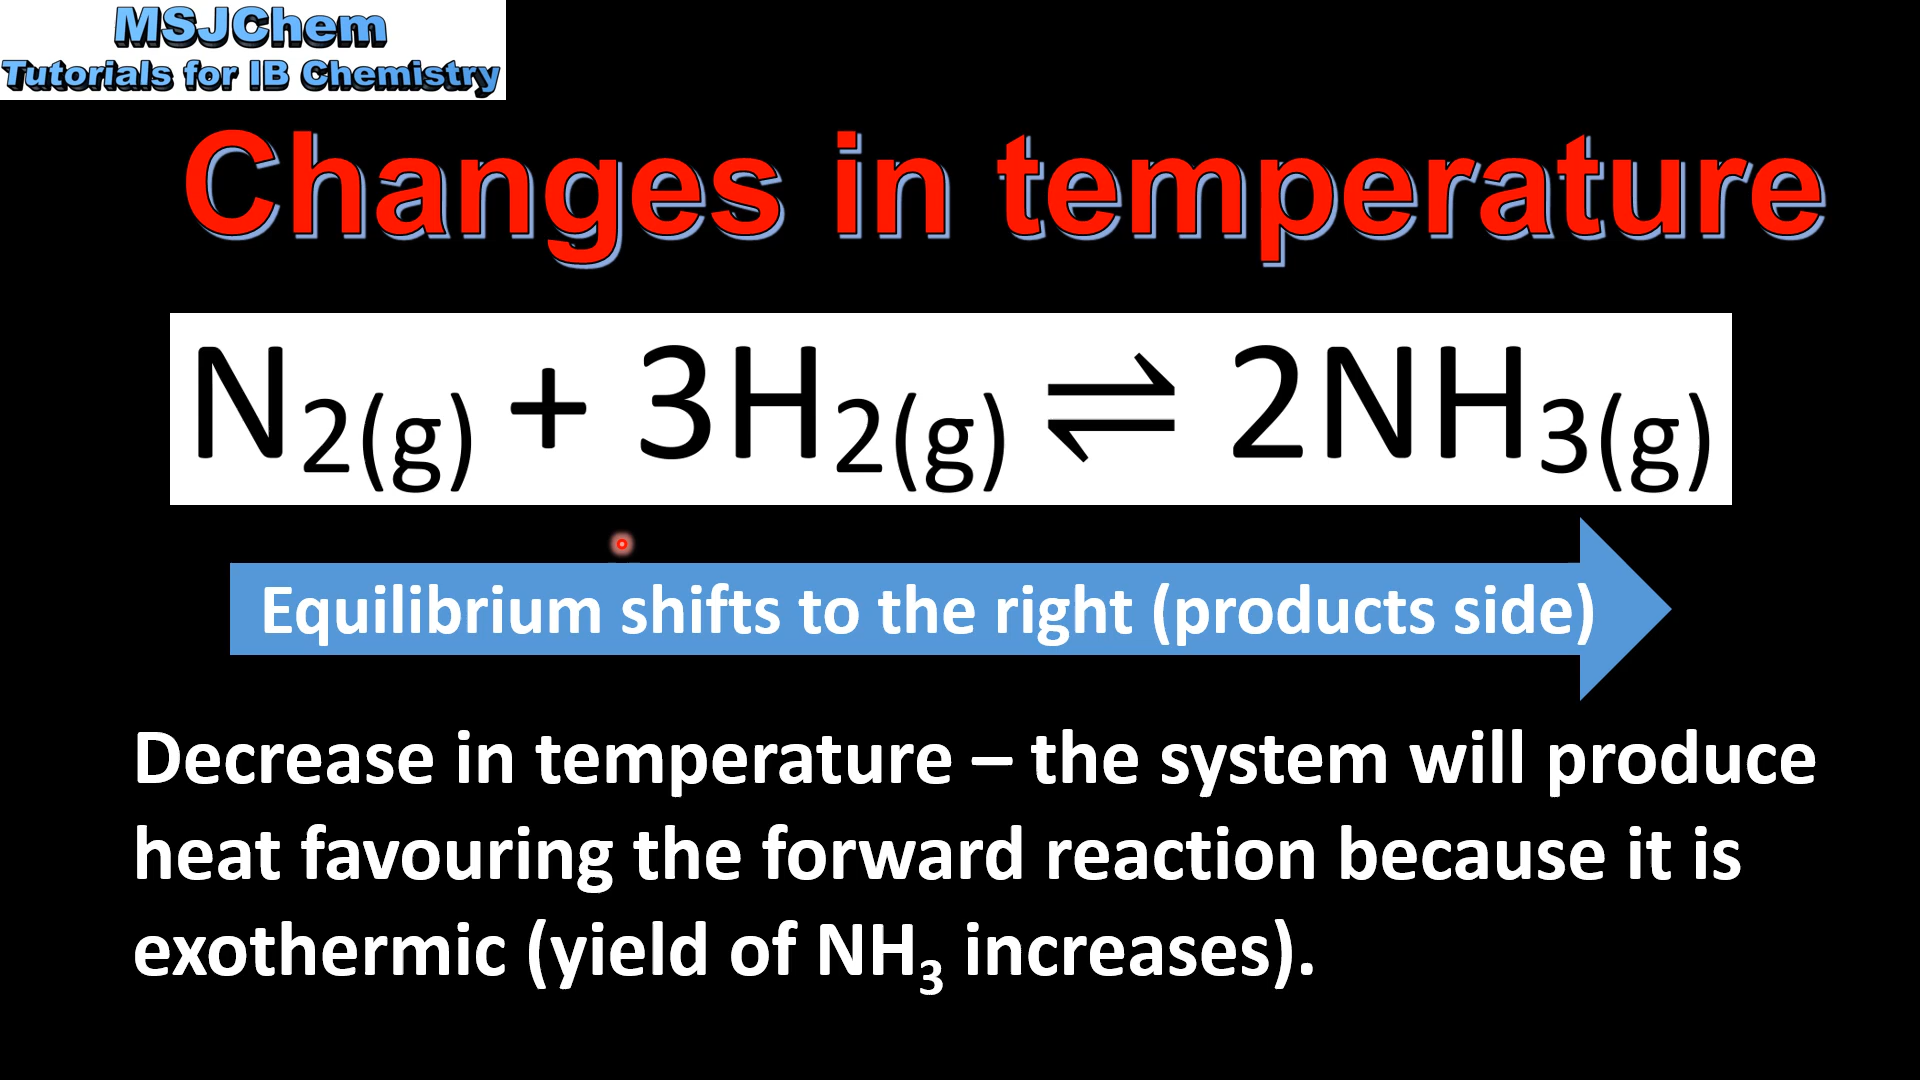 MSJChem
Tutorials for IB Chemistry
Changes in temperature
N₂(g) + 3H₂(g) ⇌ 2NH₃(g)
Equilibrium shifts to the right (products side)
Decrease in temperature – the system will produce
heat favouring the forward reaction because it is
exothermic (yield of NH₃ increases).